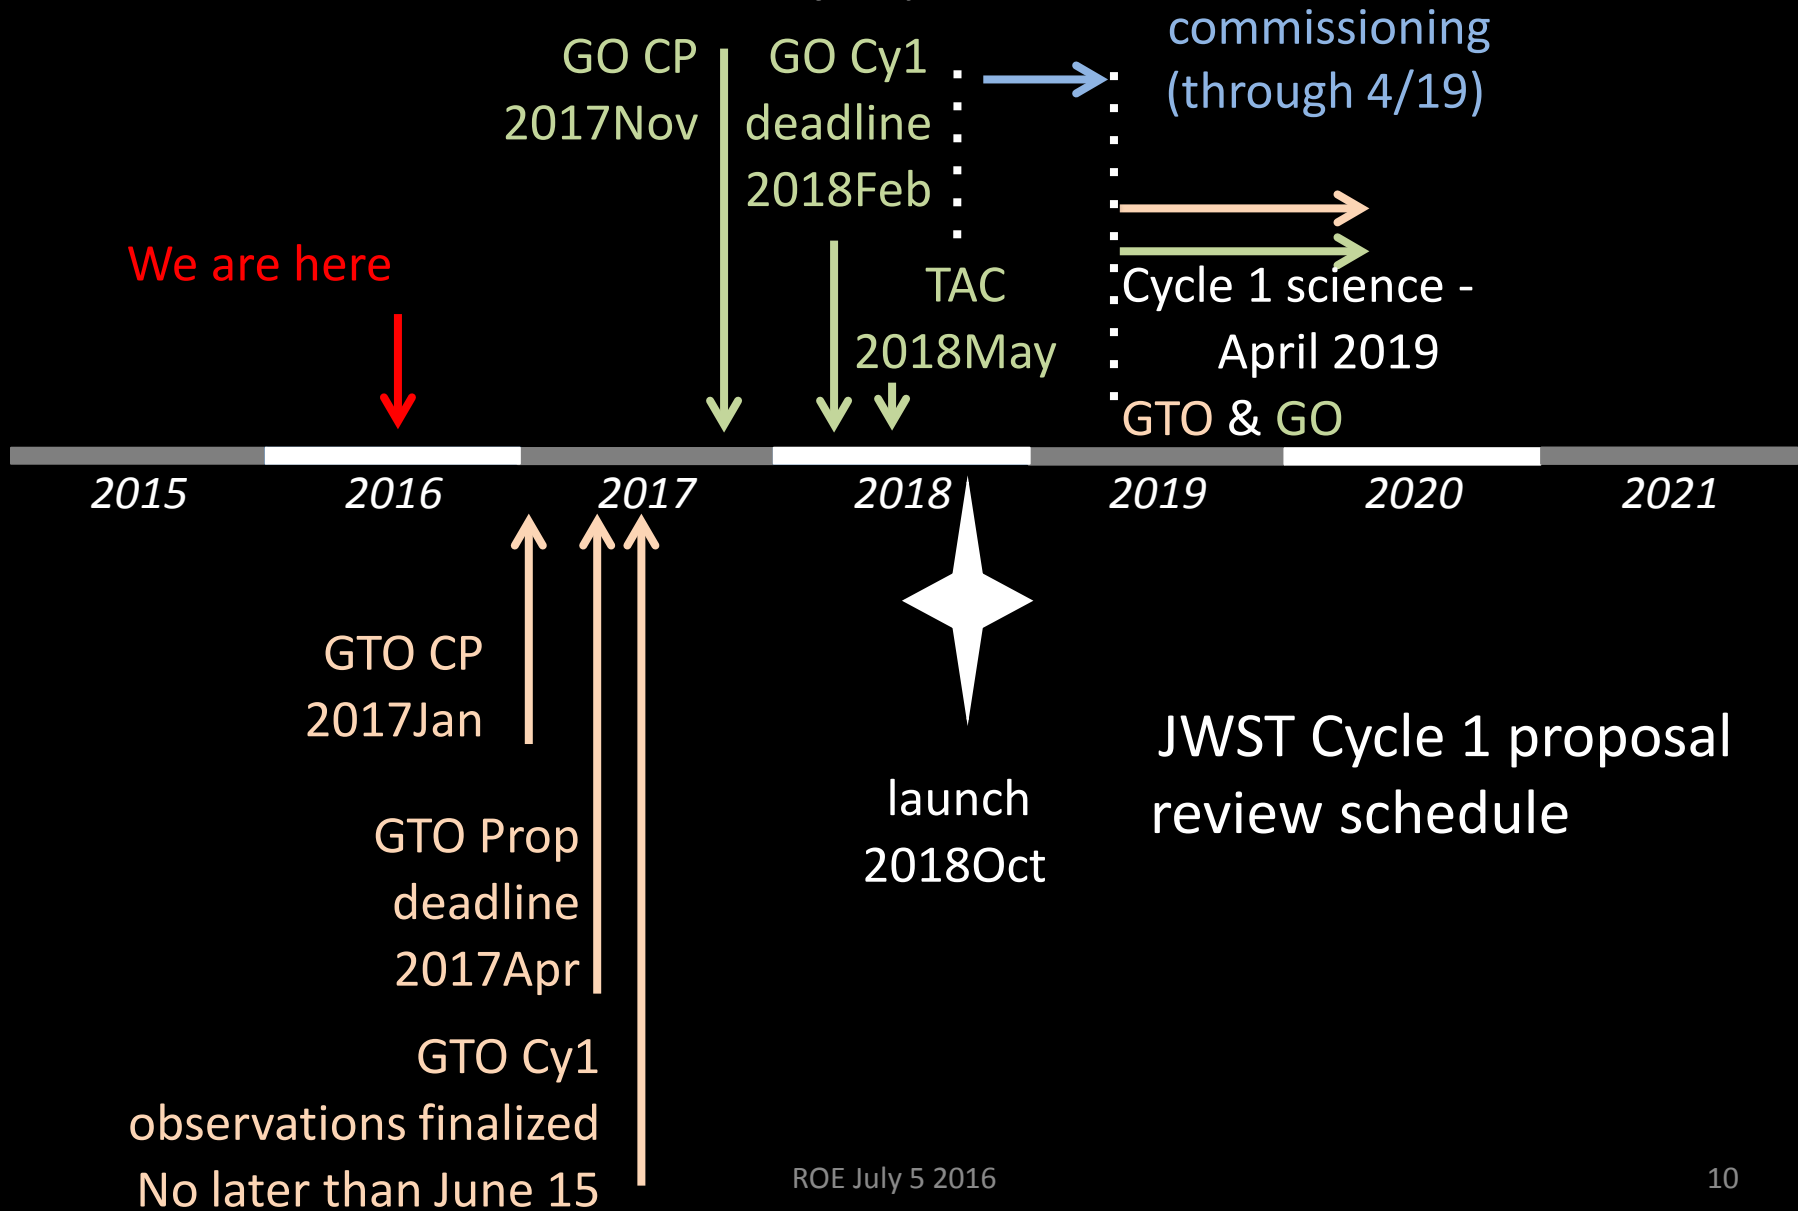 GO CP
2017Nov
GO Cy1
deadline
2018Feb
commissioning
(through 4/19)
We are here
TAC
2018May
Cycle 1 science -
April 2019
GTO & GO
2015 2016 2017 2018 2019 2020 2021
GTO CP
2017Jan
GTO Prop
deadline
2017Apr
GTO Cy1
observations finalized
No later than June 15
launch
2018Oct
JWST Cycle 1 proposal
review schedule
ROE July 5 2016
10